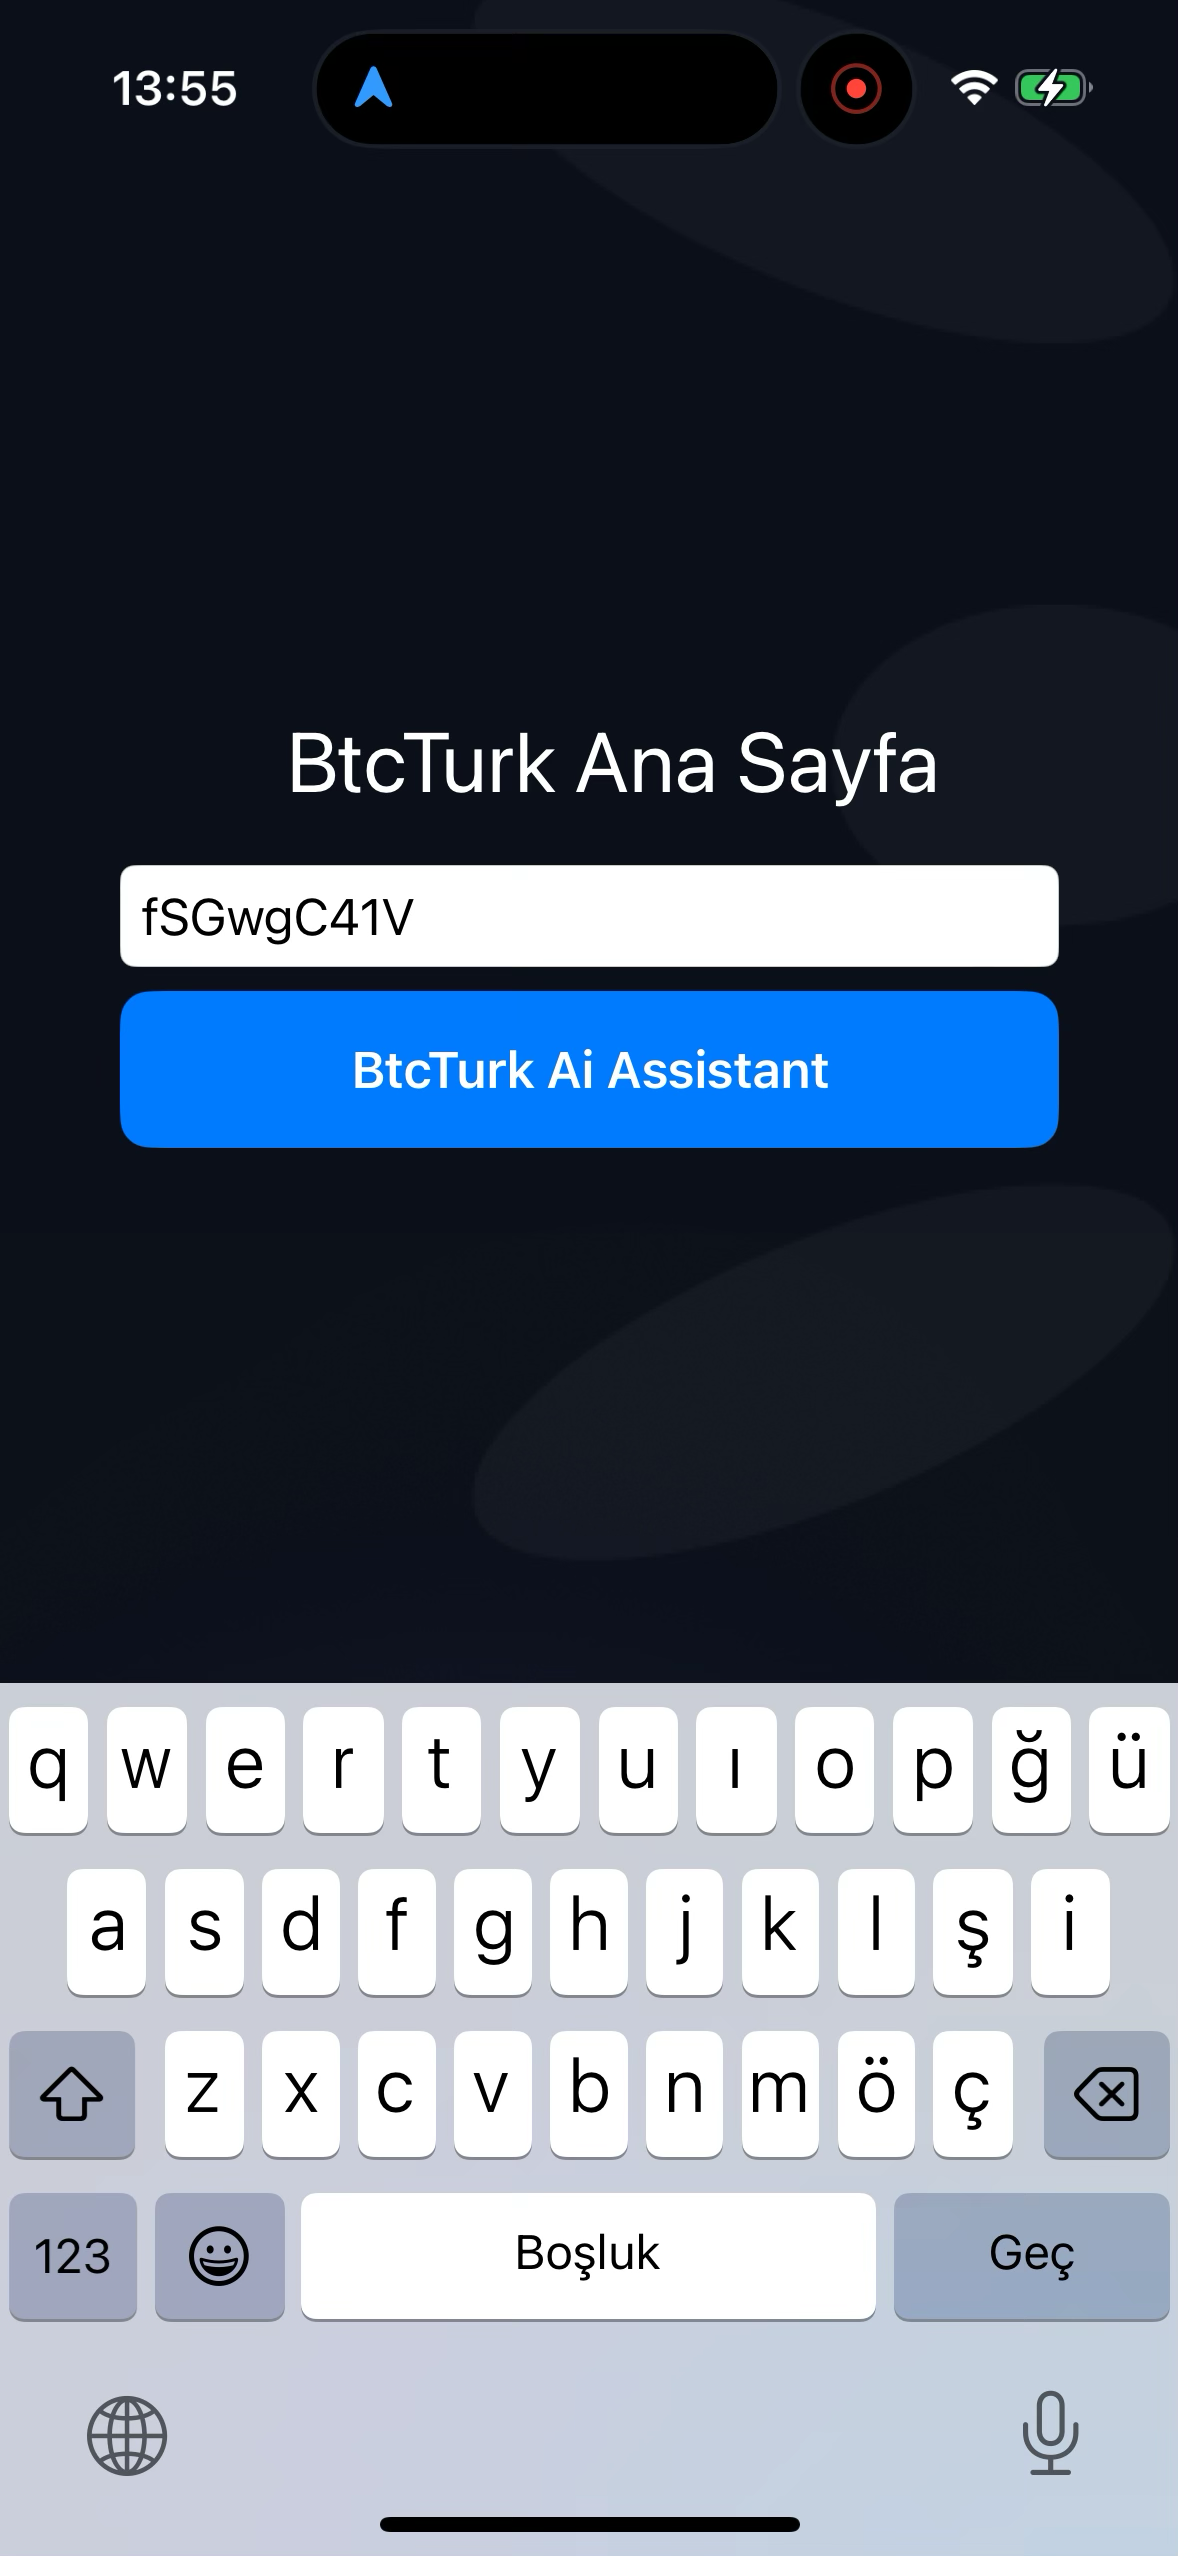 13:55
BtcTurk Ana Sayfa
fSGwgC41V
BtcTurk Ai Assistant
q w e r t y u ı o p ğ ü
a s d f g h j k l ş i
z x c v b n m ö ç
123 Boşluk Geç